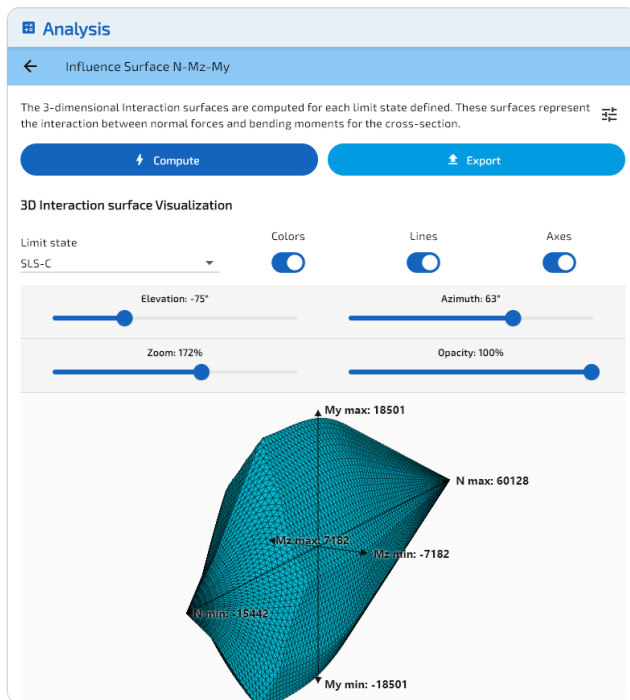 Analysis
Influence Surface N-Mz-My
The 3-dimensional Interaction surfaces are computed for each limit state defined. These surfaces represent
the interaction between normal forces and bending moments for the cross-section.
Compute
Export
3D Interaction surface Visualization
Limit state
SLS-C
Colors
Lines
Axes
Elevation: -75°
Azimuth: 63°
Zoom: 172%
Opacity: 100%
My max: 18501
N max: 60128
Mz max: 7182
Mz min: -7182
N min: -15442
My min: -18501